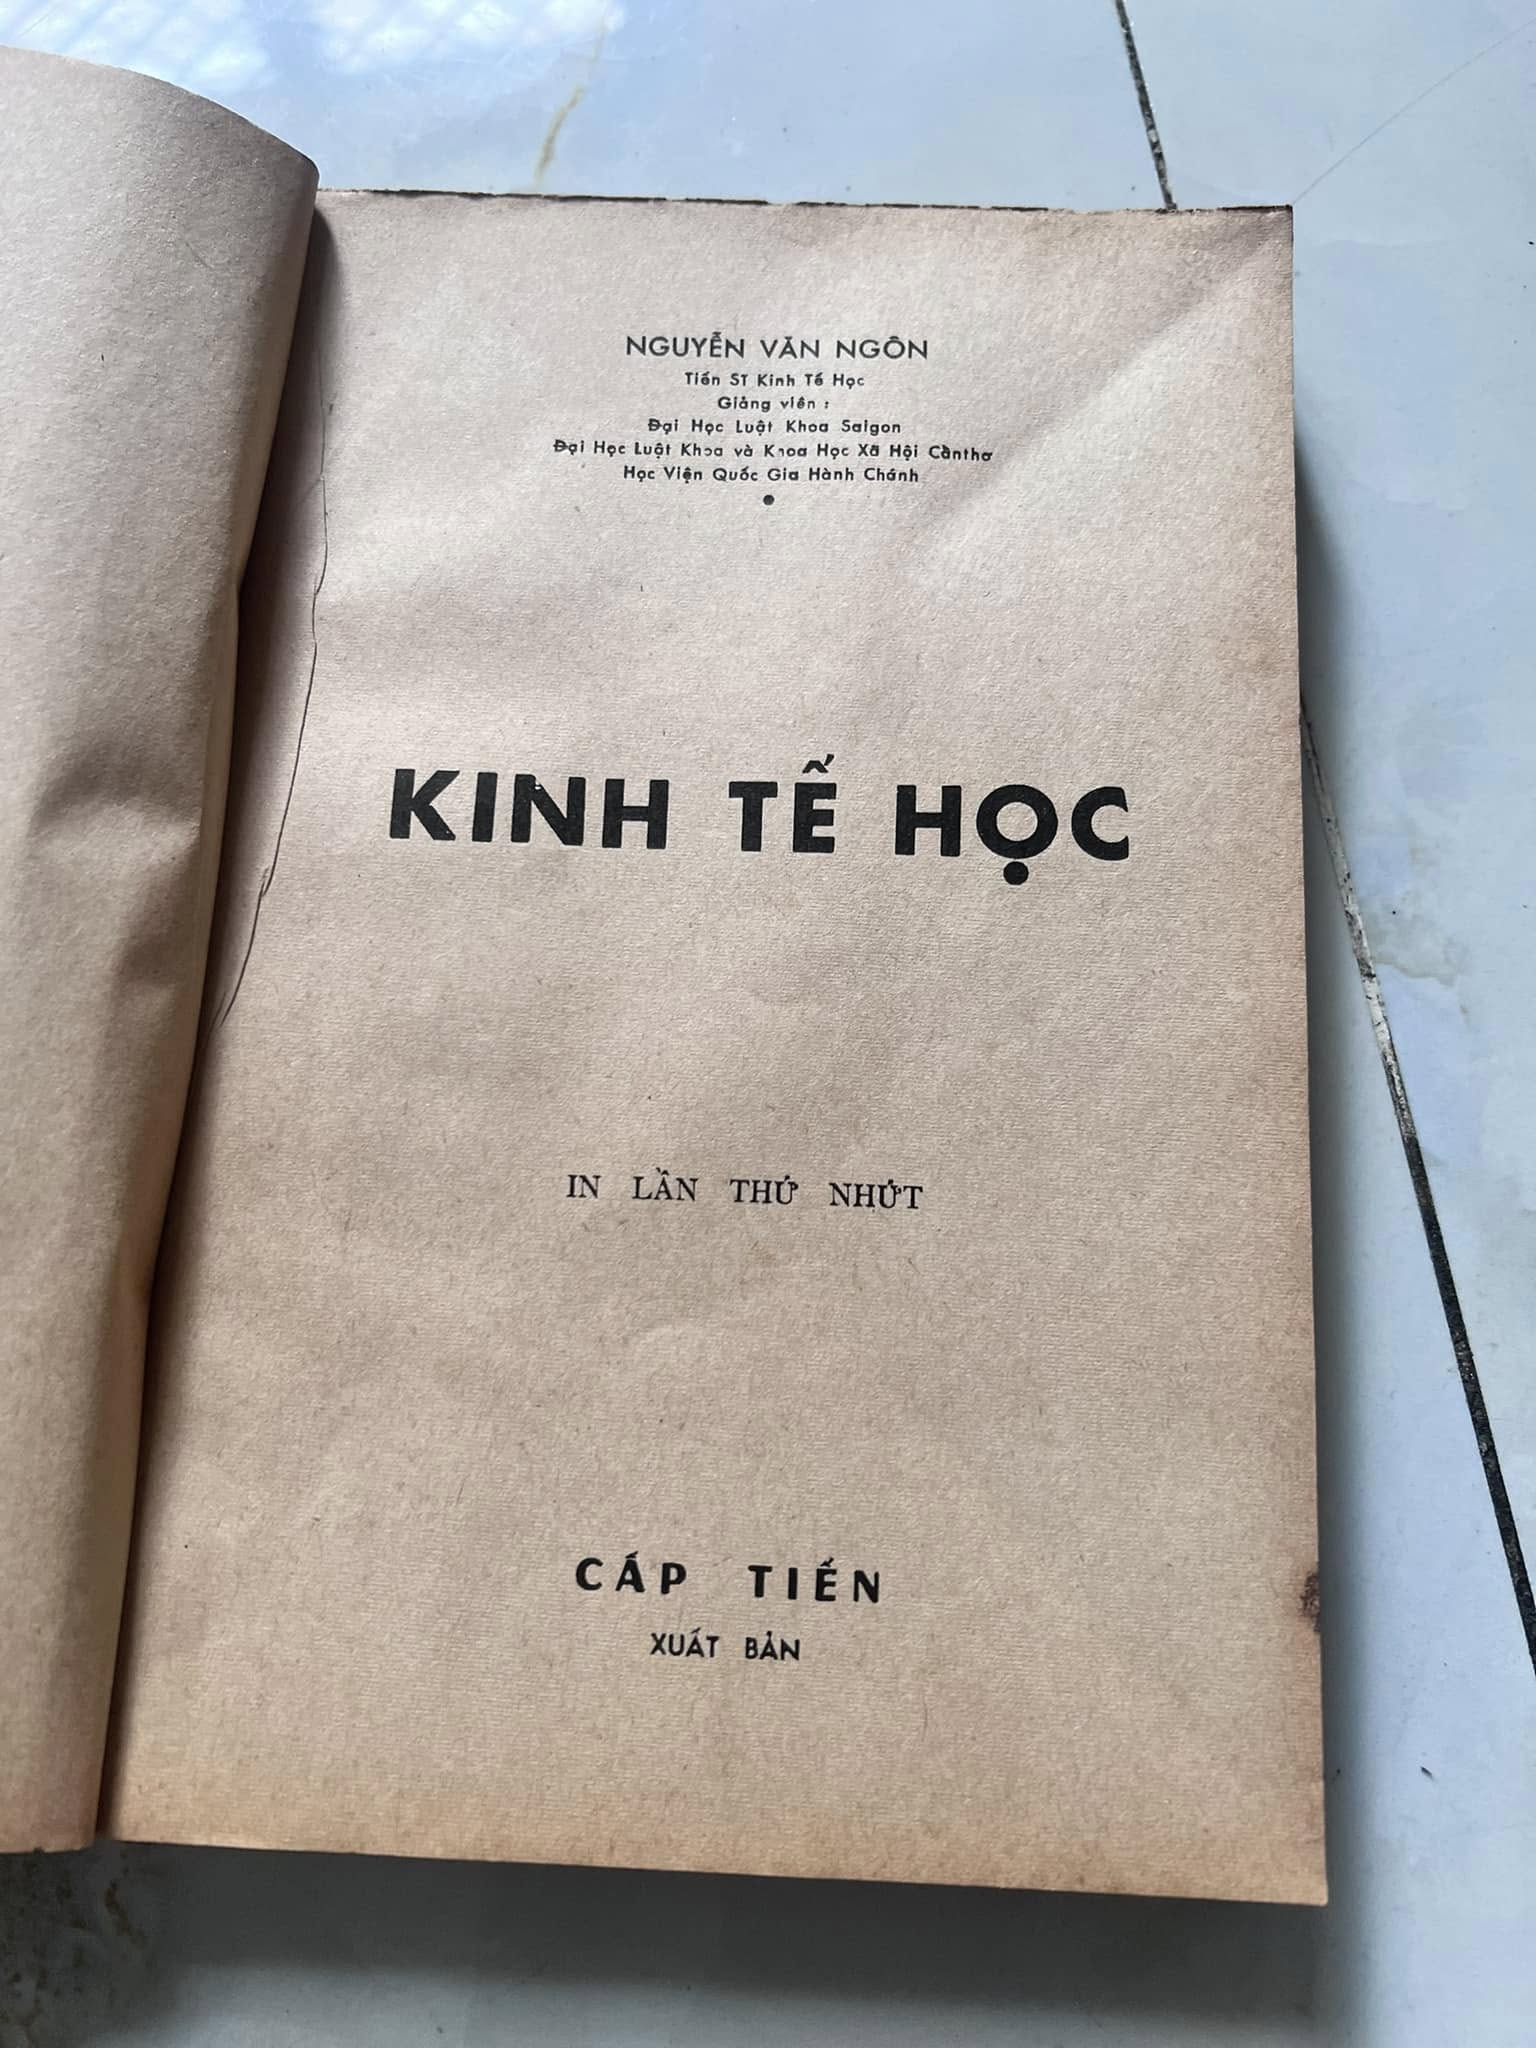 NGUYỄN VĂN NGÔN
Tiến Sĩ Kinh Tế Học
Giảng viên :
Đại Học Luật Khoa Saigon
Đại Học Luật Khoa và Khoa Học Xã Hội Cầnthơ
Học Viện Quốc Gia Hành Chánh
KINH TẾ HỌC
IN LẦN THỨ NHỨT
CẤP TIẾN
XUẤT BẢN